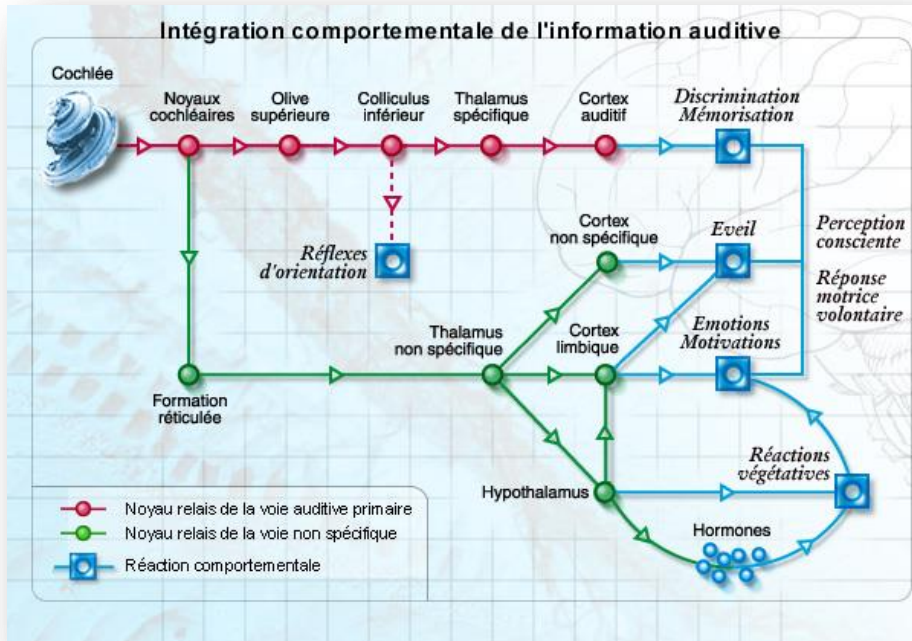 Intégration comportementale de l'information auditive
Cochlée
Noyaux
cochléaires
Olive
supérieure
Colliculus
inférieur
Thalamus
spécifique
Cortex
auditif
Discrimination
Mémorisation
Réflexes
d'orientation
Cortex
non spécifique
Eveil
Perception
consciente
Réponse
motrice
volontaire
Thalamus
non spécifique
Cortex
limbique
Emotions
Motivations
Formation
réticulée
Hypothalamus
Réactions
végétatives
Hormones
Noyau relais de la voie auditive primaire
Noyau relais de la voie non spécifique
Réaction comportementale